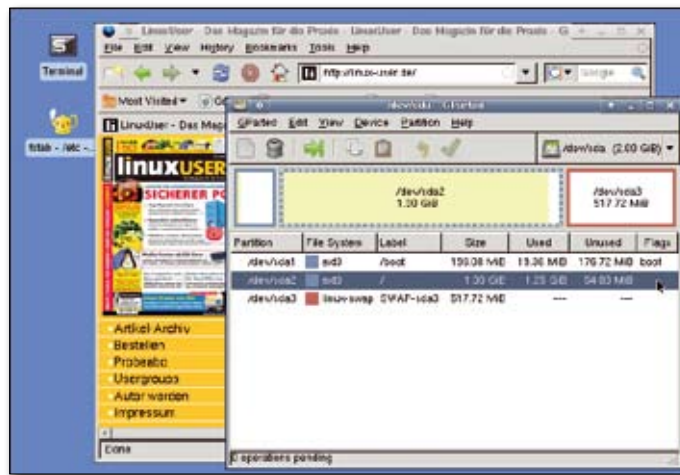 LinuxUser - Das Magazin für die Praxis - LinuxUser - Das Magazin für die Praxis - G
File Edit View History Bookmarks Tools Help
http://linux-user.de/
Google
Most Visited
LinuxUser - Das Mag
LINUXUSER
SICHERER PC
Artikel-Archiv
Bestellen
Probeabo
Usergroups
Autor werden
Impressum
Done
Terminal
fstab - /etc - ...
/dev/sda - GParted
GParted Edit View Device Partition Help
/dev/sda (2.00 GiB)
/dev/sda2
1.30 GiB
/dev/sda3
517.72 MiB
Partition File System Label Size Used Unused Flags
/dev/sda1 ext3 /boot 196.08 MiB 19.36 MiB 176.72 MiB boot
/dev/sda2 ext3 / 1.30 GiB 1.25 GiB 54.83 MiB
/dev/sda3 linux-swap SWAP-sda3 517.72 MiB --- ---
0 operations pending